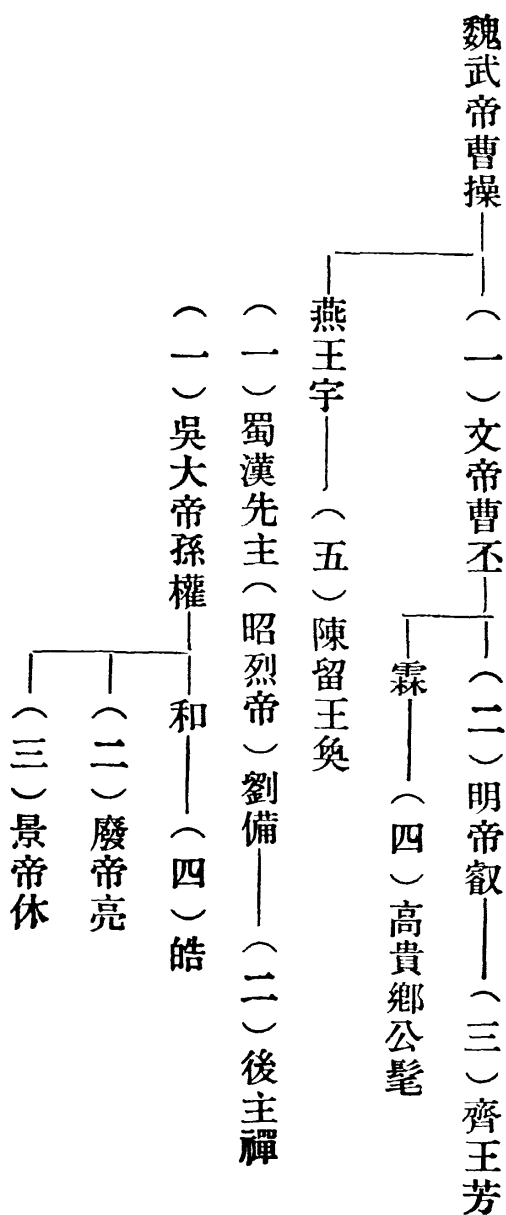 魏武帝曹操
（一）文帝曹丕
（二）明帝叡
（三）齊王芳
霖
（四）高貴鄉公髦
燕王宇
（五）陳留王奐
（一）蜀漢先主（昭烈帝）劉備
（二）後主禪
（一）吳大帝孫權
和
（四）皓
（二）廢帝亮
（三）景帝休